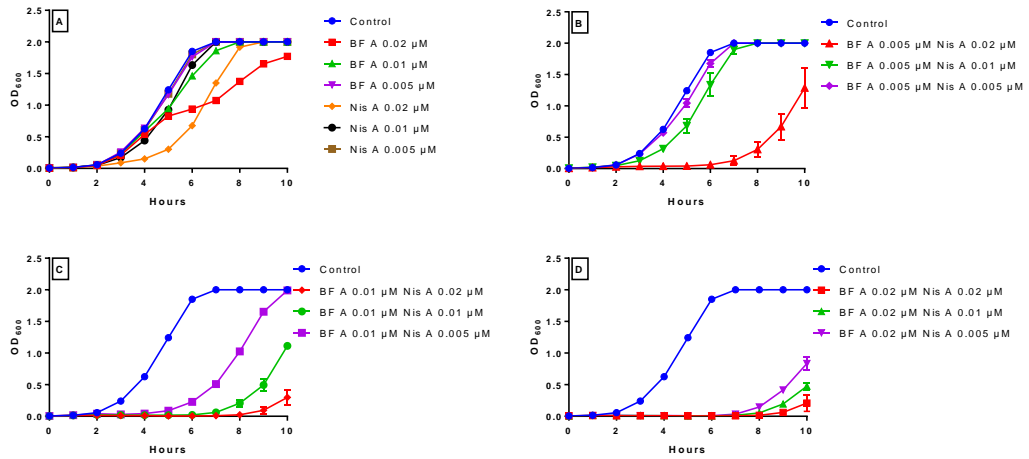 A
2.0
1.5
1.0
0.5
0.0
OD600
0 2 4 6 8 10
Hours
Control
BF A 0.02 µM
BF A 0.01 µM
BF A 0.005 µM
Nis A 0.02 µM
Nis A 0.01 µM
Nis A 0.005 µM
B
2.0
1.5
1.0
0.5
0.0
OD600
0 2 4 6 8 10
Hours
Control
BF A 0.005 µM Nis A 0.02 µM
BF A 0.005 µM Nis A 0.01 µM
BF A 0.005 µM Nis A 0.005 µM
C
2.0
1.5
1.0
0.5
0.0
OD600
0 2 4 6 8 10
Hours
Control
BF A 0.01 µM Nis A 0.02 µM
BF A 0.01 µM Nis A 0.01 µM
BF A 0.01 µM Nis A 0.005 µM
D
2.0
1.5
1.0
0.5
0.0
OD600
0 2 4 6 8 10
Hours
Control
BF A 0.02 µM Nis A 0.02 µM
BF A 0.02 µM Nis A 0.01 µM
BF A 0.02 µM Nis A 0.005 µM